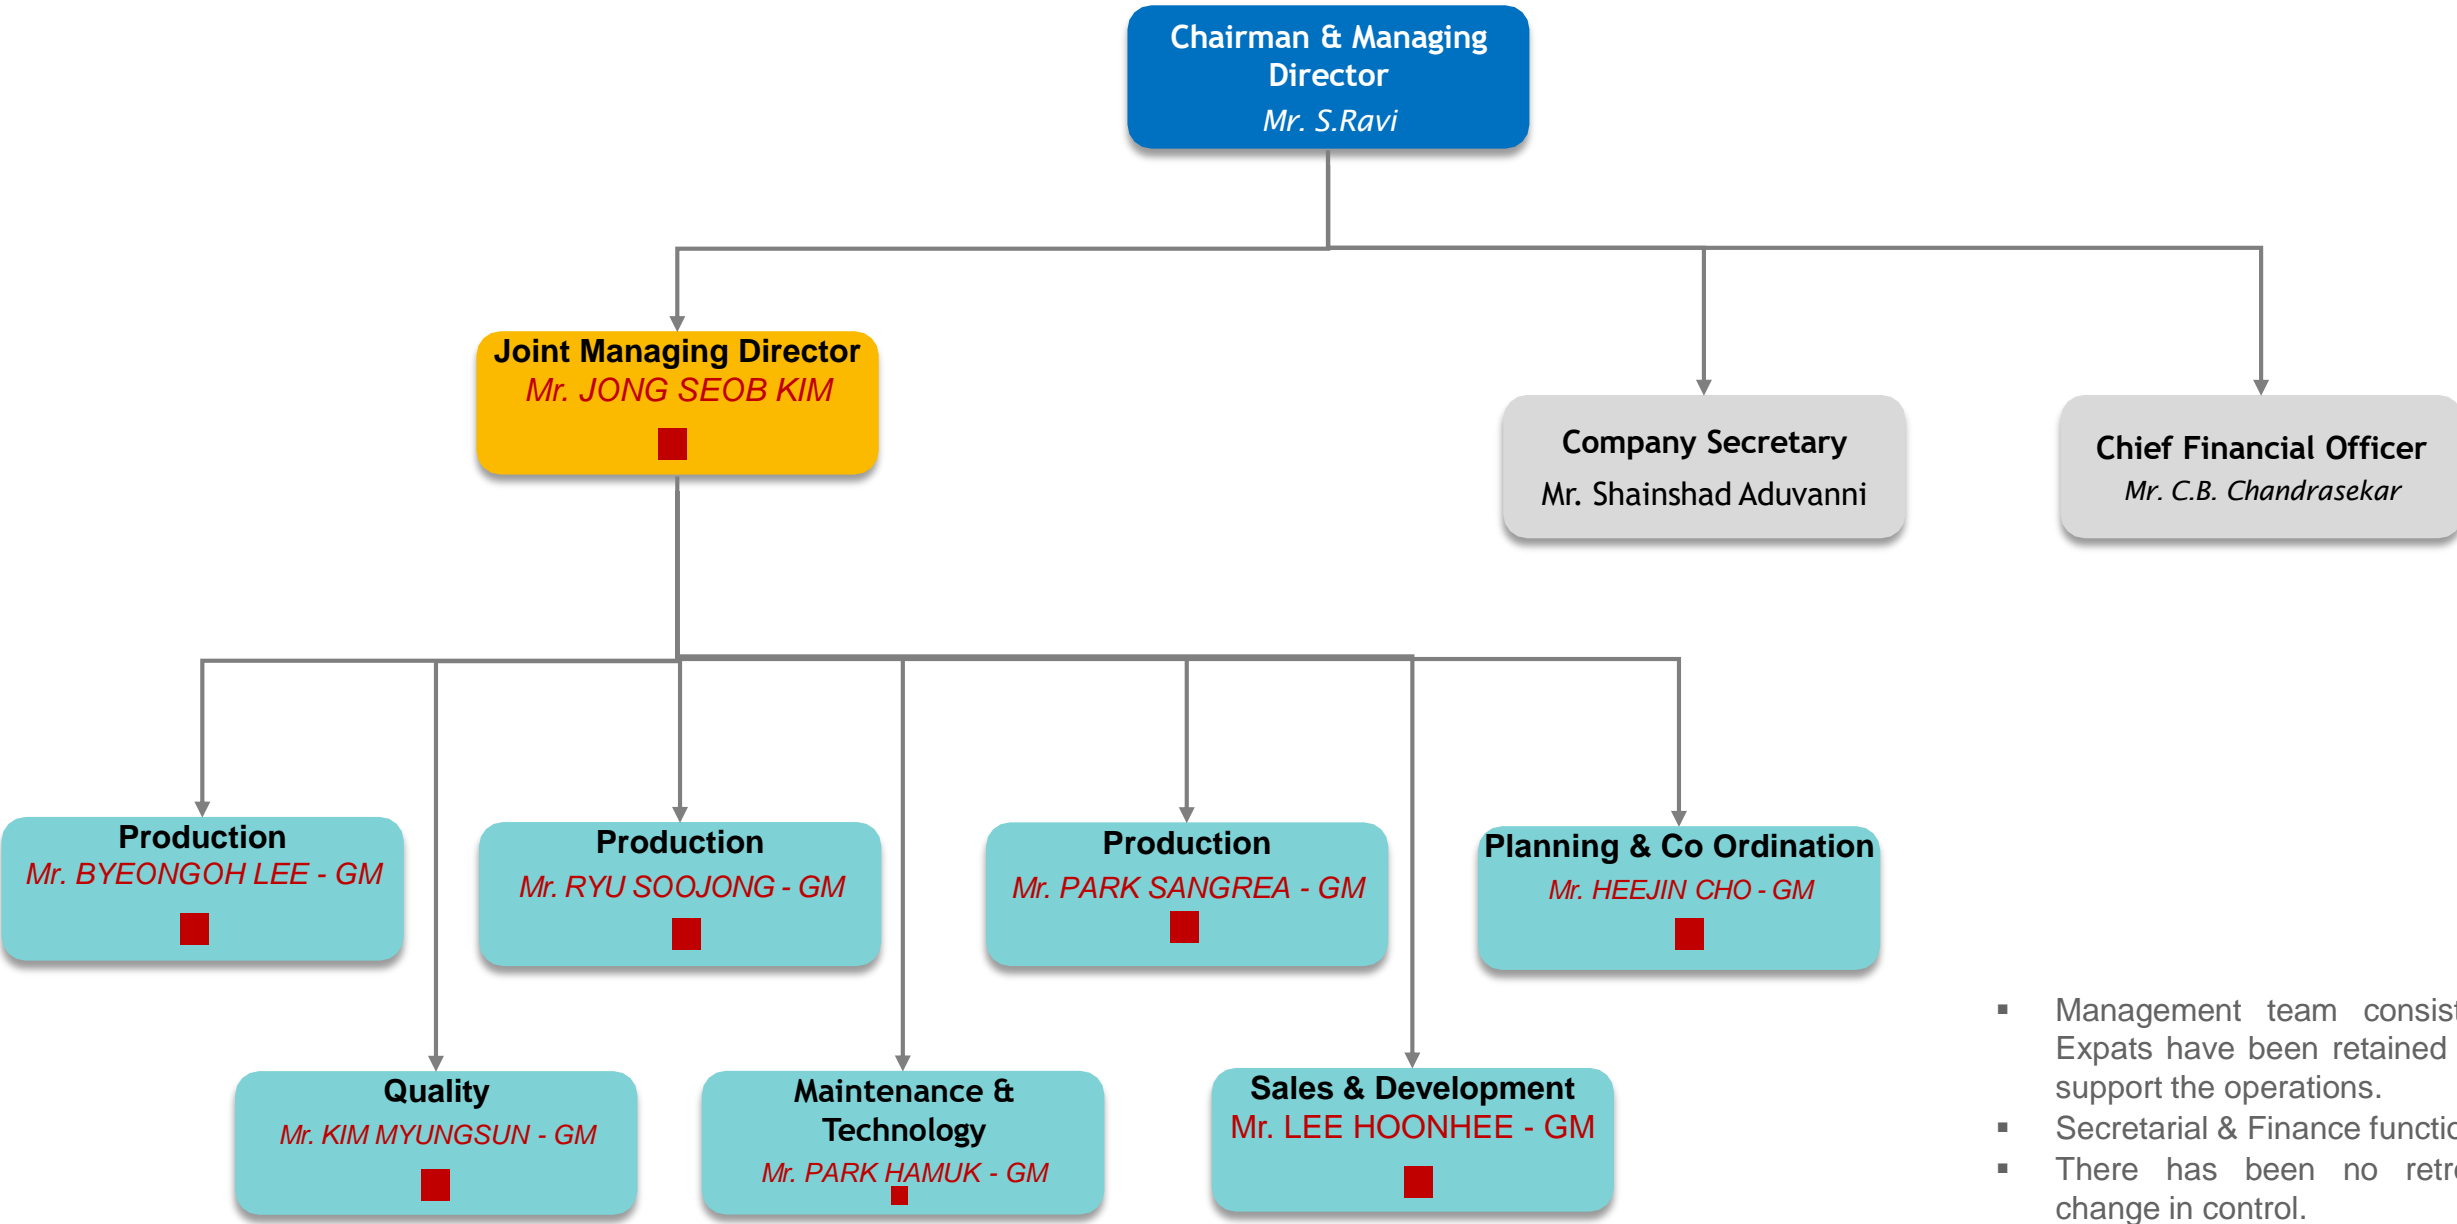 Chairman & Managing
Director
Mr. S.Ravi
Joint Managing Director
Mr. JONG SEOB KIM
Company Secretary
Mr. Shainshad Aduvanni
Chief Financial Officer
Mr. C.B. Chandrasekar
Production
Mr. BYEONGOH LEE - GM
Production
Mr. RYU SOOJONG - GM
Production
Mr. PARK SANGREA - GM
Planning & Co Ordination
Mr. HEEJIN CHO - GM
Quality
Mr. KIM MYUNGSUN - GM
Maintenance &
Technology
Mr. PARK HAMUK - GM
Sales & Development
Mr. LEE HOONHEE - GM
▪ Management team
Expats have been retained
support the operations.
▪ Secretarial & Finance
▪ There has been no
change in control.